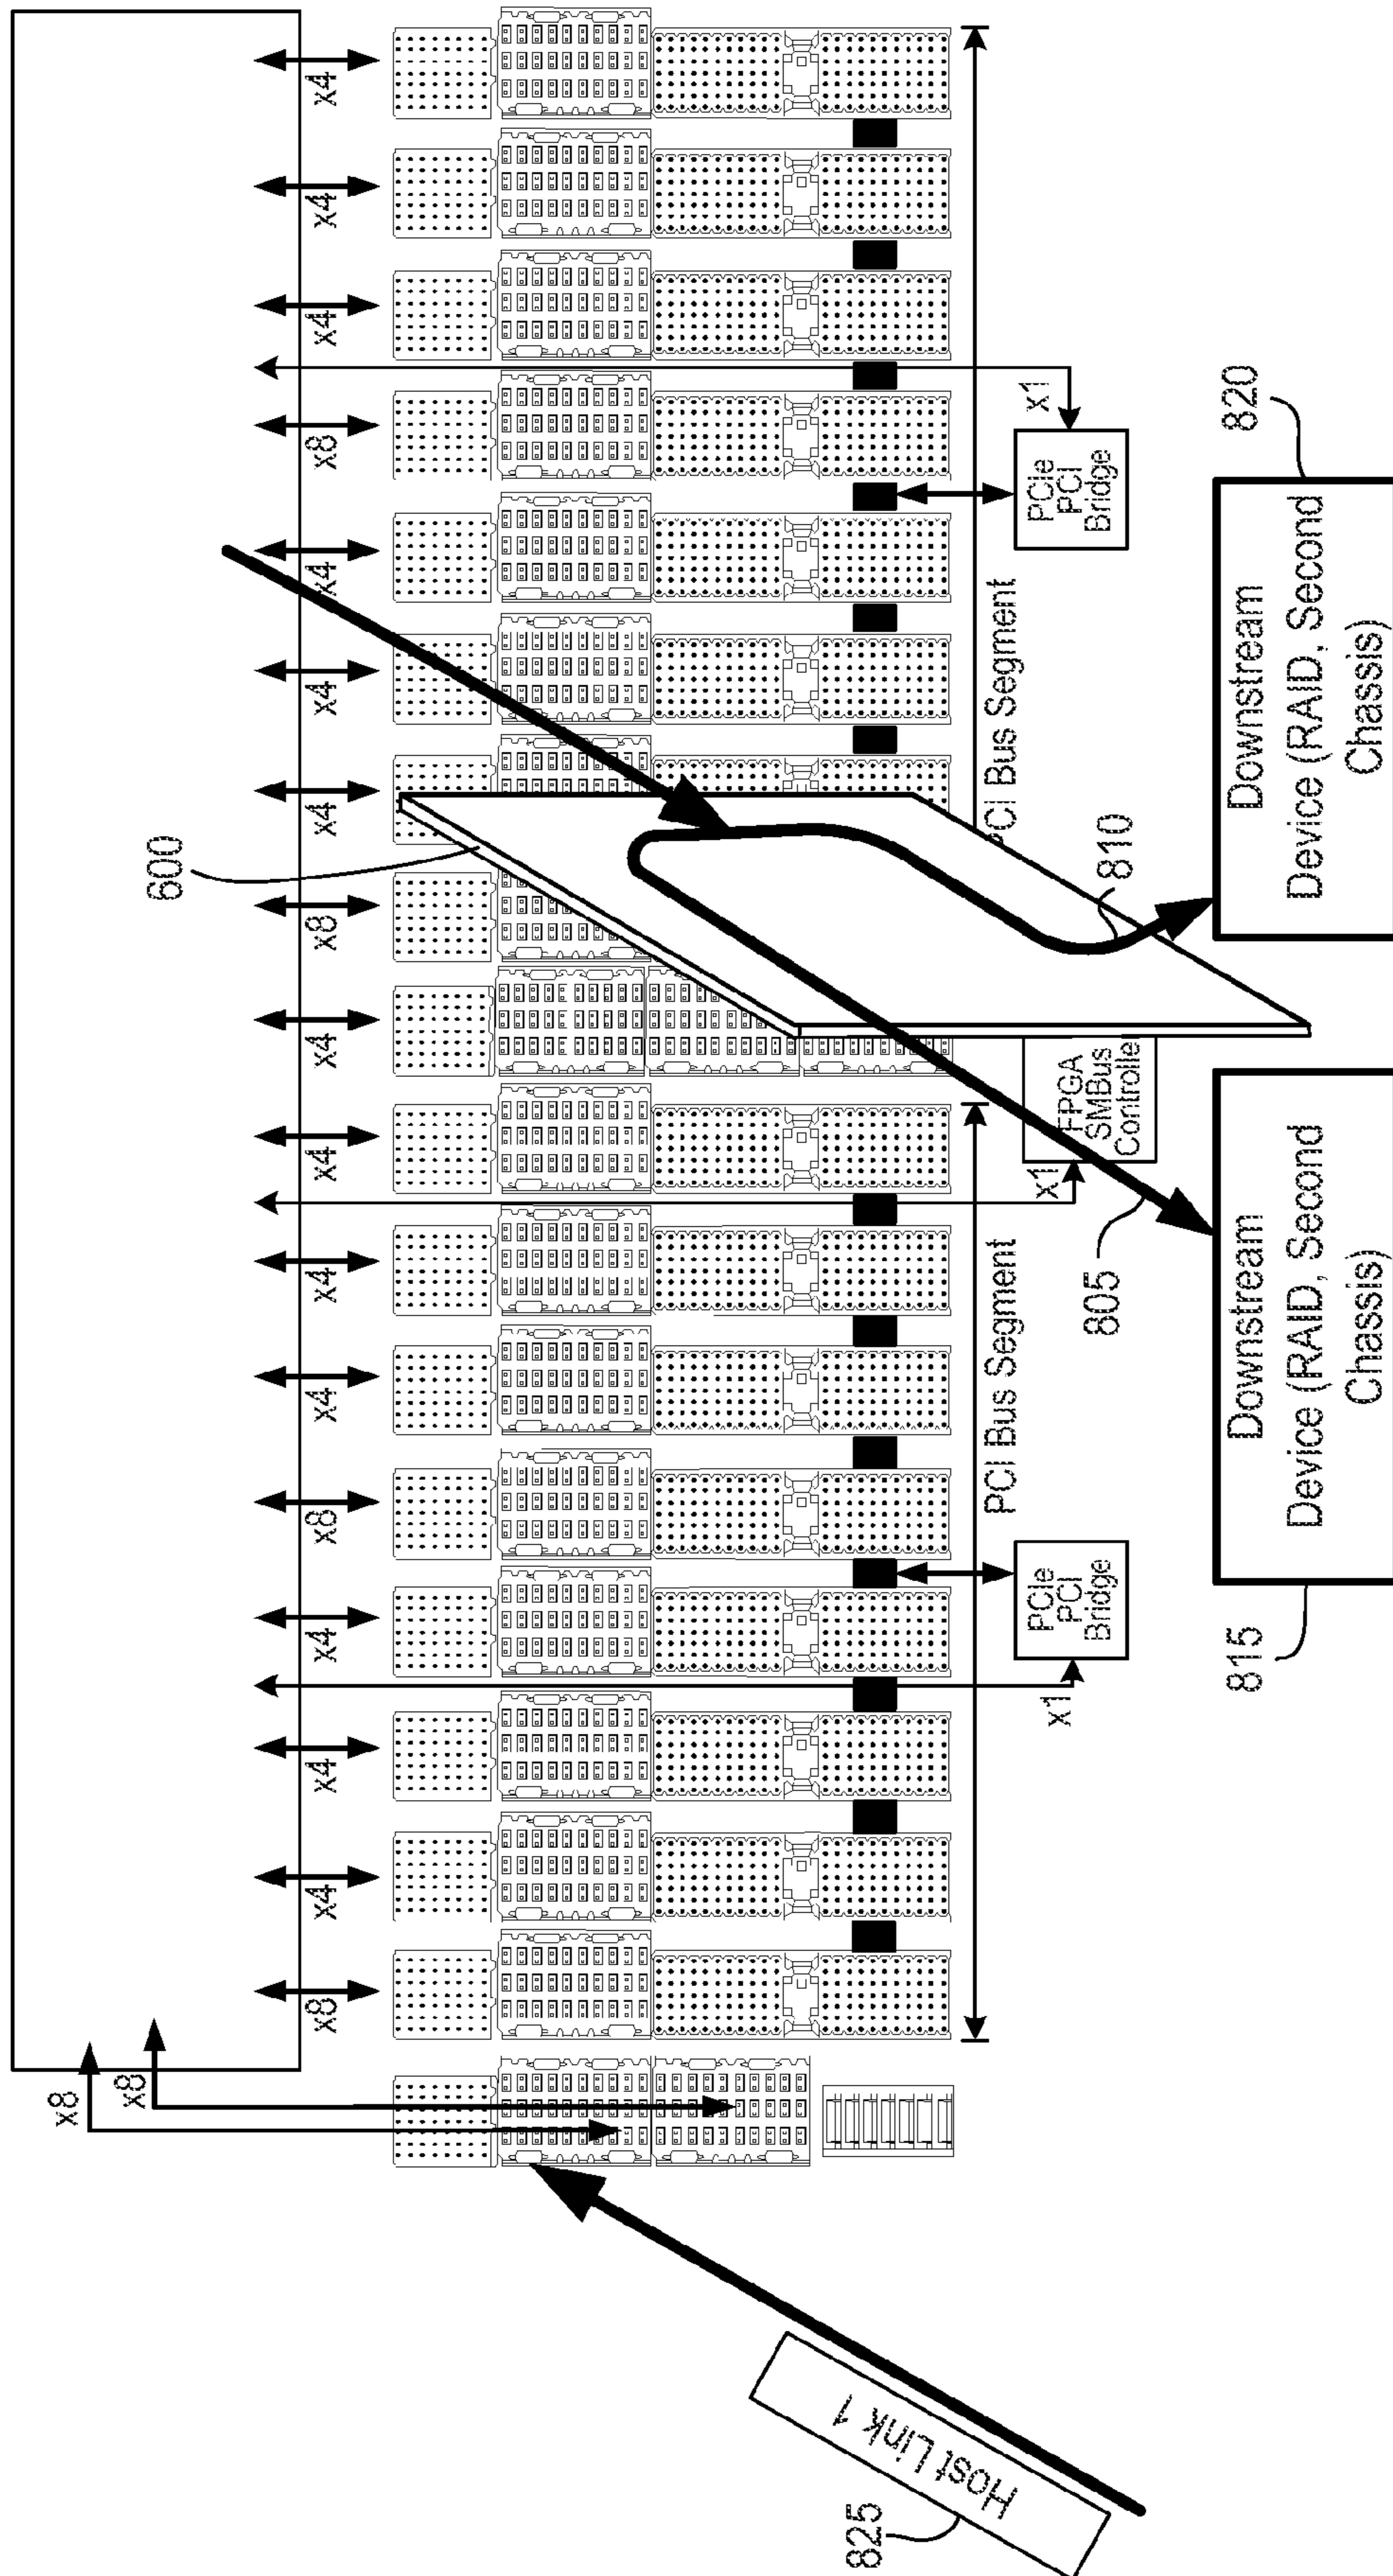 x8
x8
600
x8 x4 x4 x4 x8 x4 x4 x4 x4 x8 x4 x4 x4 x8 x4 x4 x4
Host Link 1
825
PCI Bus Segment
PCI Bus Segment
x1
PCIe
PCI
Bridge
x1
FPGA
SMBus
Controlle
x1
PCIe
PCI
Bridge
805
810
815
Downstream
Device (RAID, Second
Chassis)
820
Downstream
Device (RAID, Second
Chassis)